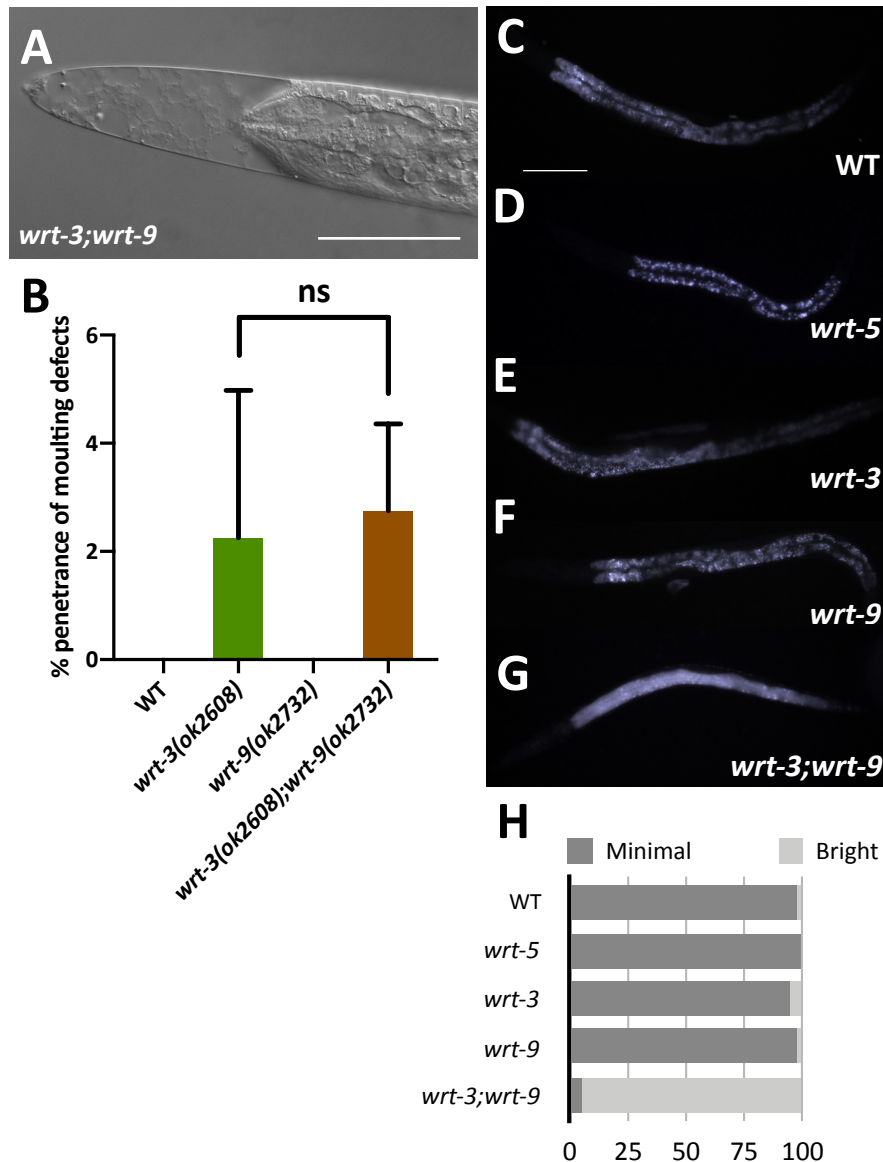 A
wrt-3;wrt-9
B
ns
% penetrance of moulting defects
6
4
2
0
WT
wrt-3(ok2608)
wrt-9(ok2732)
wrt-3(ok2608);wrt-9(ok2732)
C
WT
D
wrt-5
E
wrt-3
F
wrt-9
G
wrt-3;wrt-9
H
Minimal Bright
WT
wrt-5
wrt-3
wrt-9
wrt-3;wrt-9
0 25 50 75 100